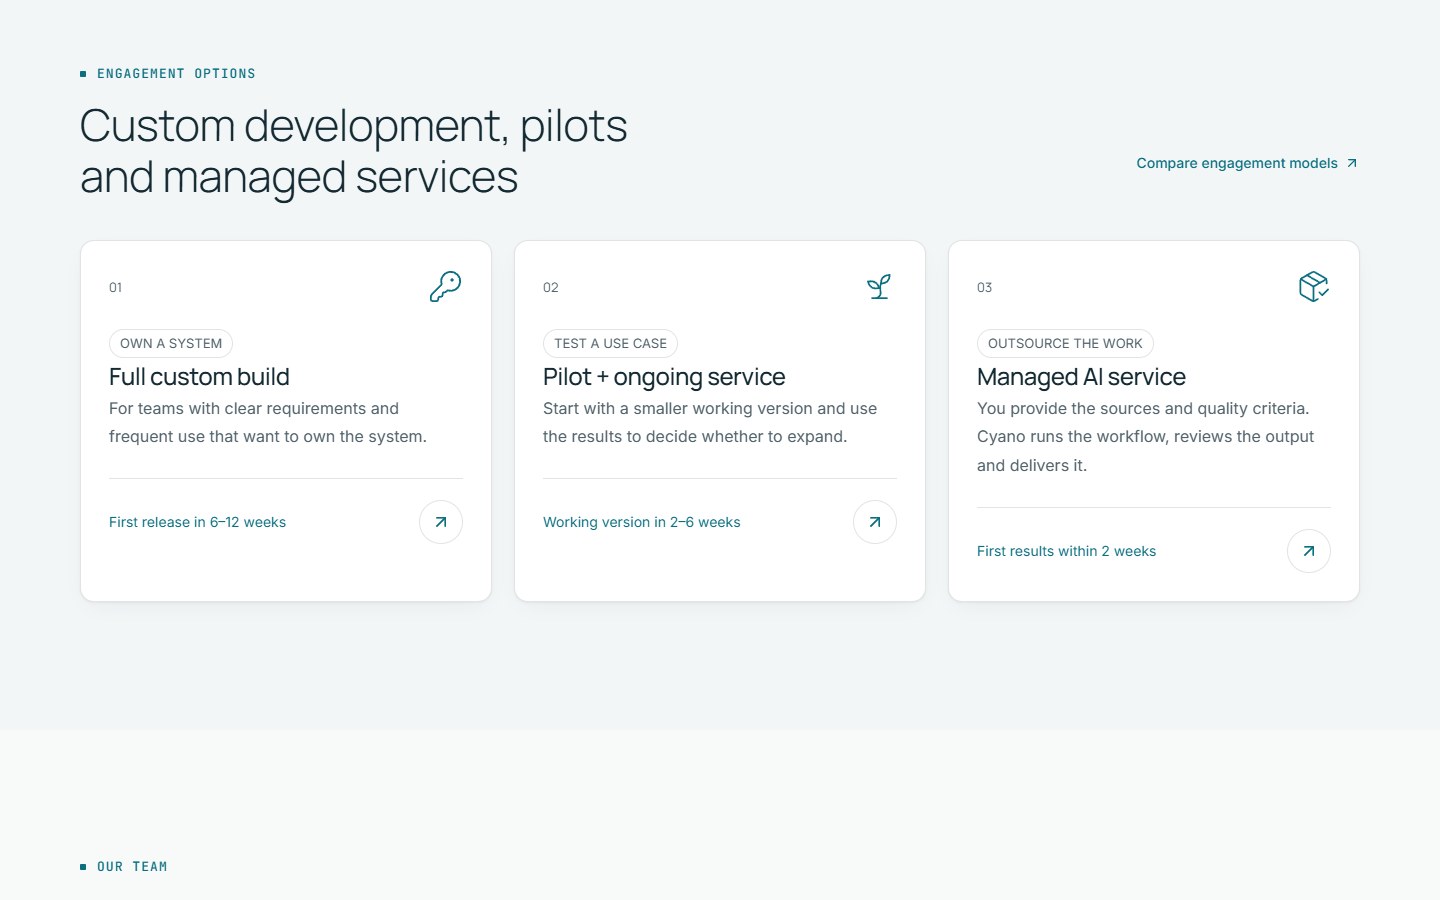 ENGAGEMENT OPTIONS
Custom development, pilots
and managed services
Compare engagement models
01
OWN A SYSTEM
Full custom build
For teams with clear requirements and
frequent use that want to own the system.
First release in 6–12 weeks
02
TEST A USE CASE
Pilot + ongoing service
Start with a smaller working version and use
the results to decide whether to expand.
Working version in 2–6 weeks
03
OUTSOURCE THE WORK
Managed AI service
You provide the sources and quality criteria.
Cyano runs the workflow, reviews the output
and delivers it.
First results within 2 weeks
OUR TEAM